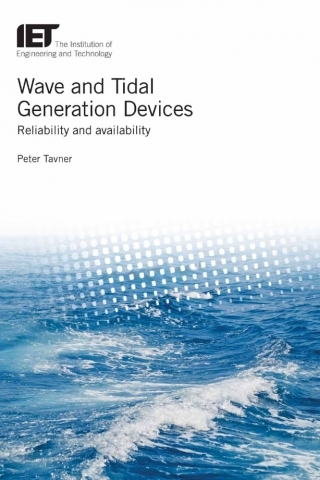 IET The Institution of
Engineering and Technology
Wave and Tidal
Generation Devices
Reliability and availability
Peter Tavner